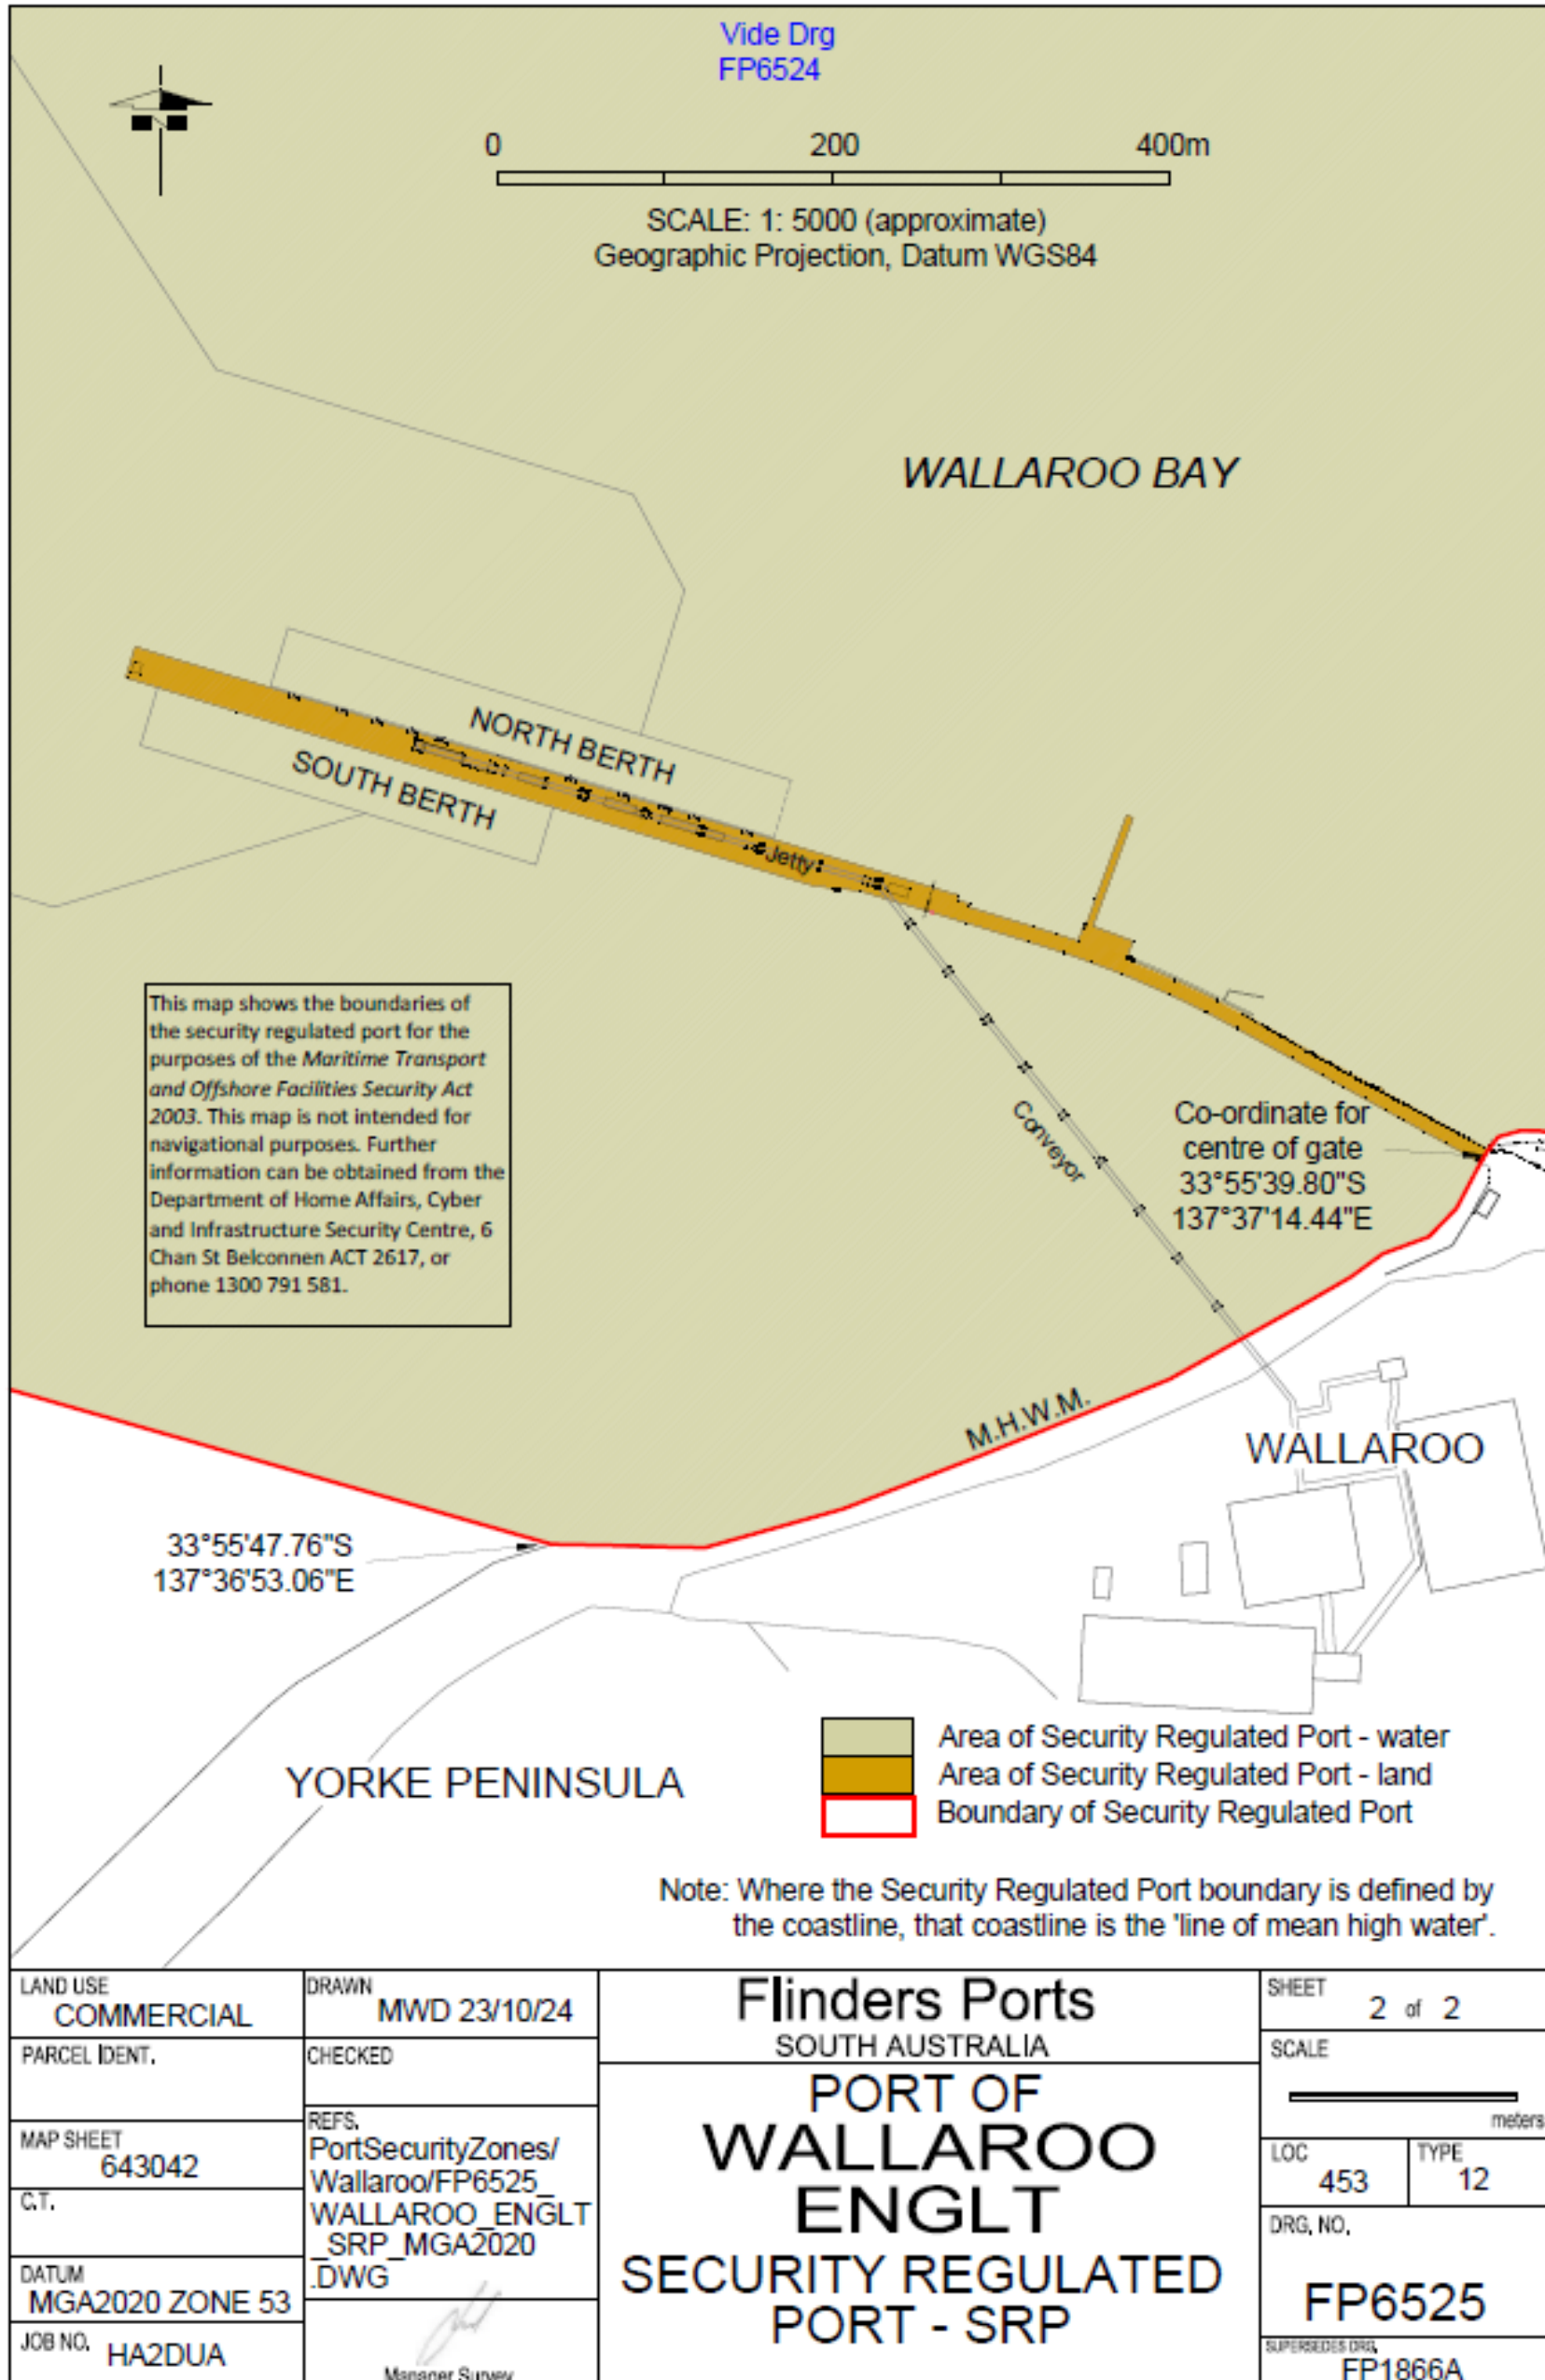 Vide Drg
FP6524
0 200 400m
SCALE: 1: 5000 (approximate)
Geographic Projection, Datum WGS84
WALLAROO BAY
NORTH BERTH
SOUTH BERTH
Jetty
This map shows the boundaries of
the security regulated port for the
purposes of the Maritime Transport
and Offshore Facilities Security Act
2003. This map is not intended for
navigational purposes. Further
information can be obtained from the
Department of Home Affairs, Cyber
and Infrastructure Security Centre, 6
Chan St Belconnen ACT 2617, or
phone 1300 791 581.
Conveyor
Co-ordinate for
centre of gate
33°55'39.80"S
137°37'14.44"E
M.H.W.M.
WALLAROO
33°55'47.76"S
137°36'53.06"E
YORKE PENINSULA
Area of Security Regulated Port - water
Area of Security Regulated Port - land
Boundary of Security Regulated Port
Note: Where the Security Regulated Port boundary is defined by
the coastline, that coastline is the 'line of mean high water'.
LAND USE
COMMERCIAL
PARCEL IDENT.
MAP SHEET
643042
C.T.
DATUM
MGA2020 ZONE 53
JOB NO. HA2DUA
DRAWN
MWD 23/10/24
CHECKED
REFS.
PortSecurityZones/
Wallaroo/FP6525_
WALLAROO_ENGLT
_SRP_MGA2020
.DWG
Manager Survey
Flinders Ports
SOUTH AUSTRALIA
PORT OF
WALLAROO
ENGLT
SECURITY REGULATED
PORT - SRP
SHEET
2 of 2
SCALE
meters
LOC
453
TYPE
12
DRG. NO.
FP6525
SUPERSEDES DRG.
FP1866A